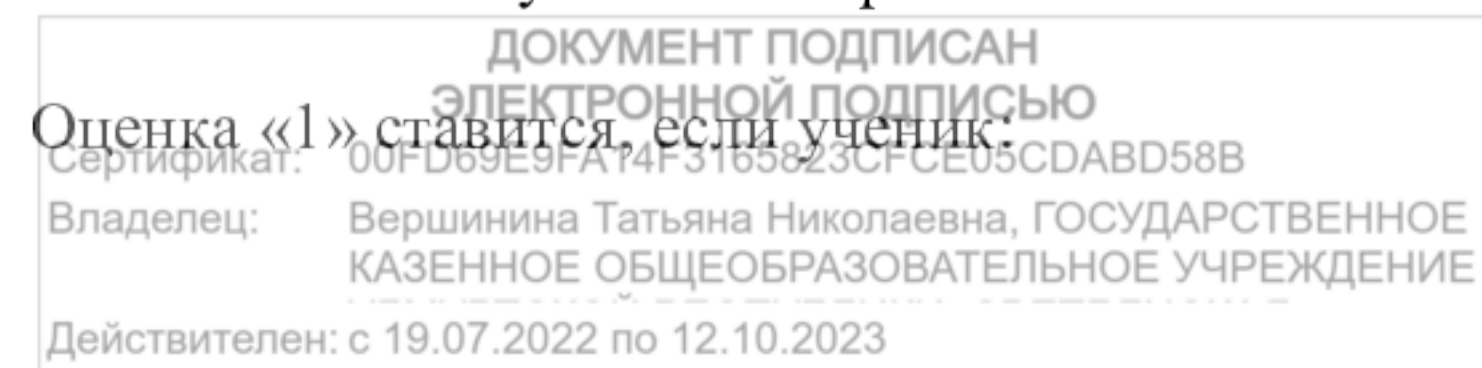 ДОКУМЕНТ ПОДПИСАН
ЭЛЕКТРОННОЙ ПОДПИСЬЮ
Оценка «1» ставится, если ученик:
Сертификат: 00FD69E9FA14F3165823CFCE05CDABD58B
Владелец: Вершинина Татьяна Николаевна, ГОСУДАРСТВЕННОЕ
КАЗЕННОЕ ОБЩЕОБРАЗОВАТЕЛЬНОЕ УЧРЕЖДЕНИЕ
Действителен: с 19.07.2022 по 12.10.2023